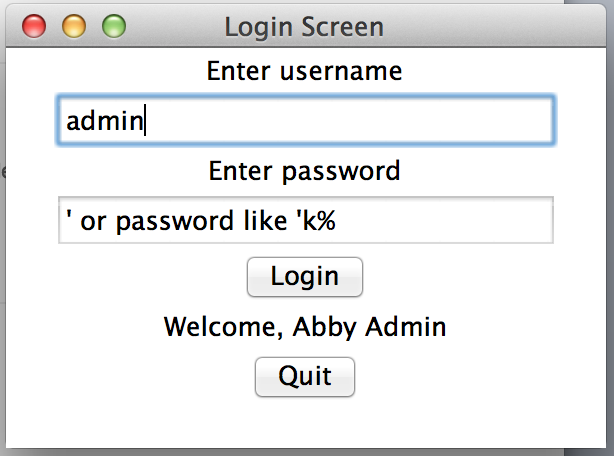 Login Screen
Enter username
admin
Enter password
' or password like 'k%
Login
Welcome, Abby Admin
Quit